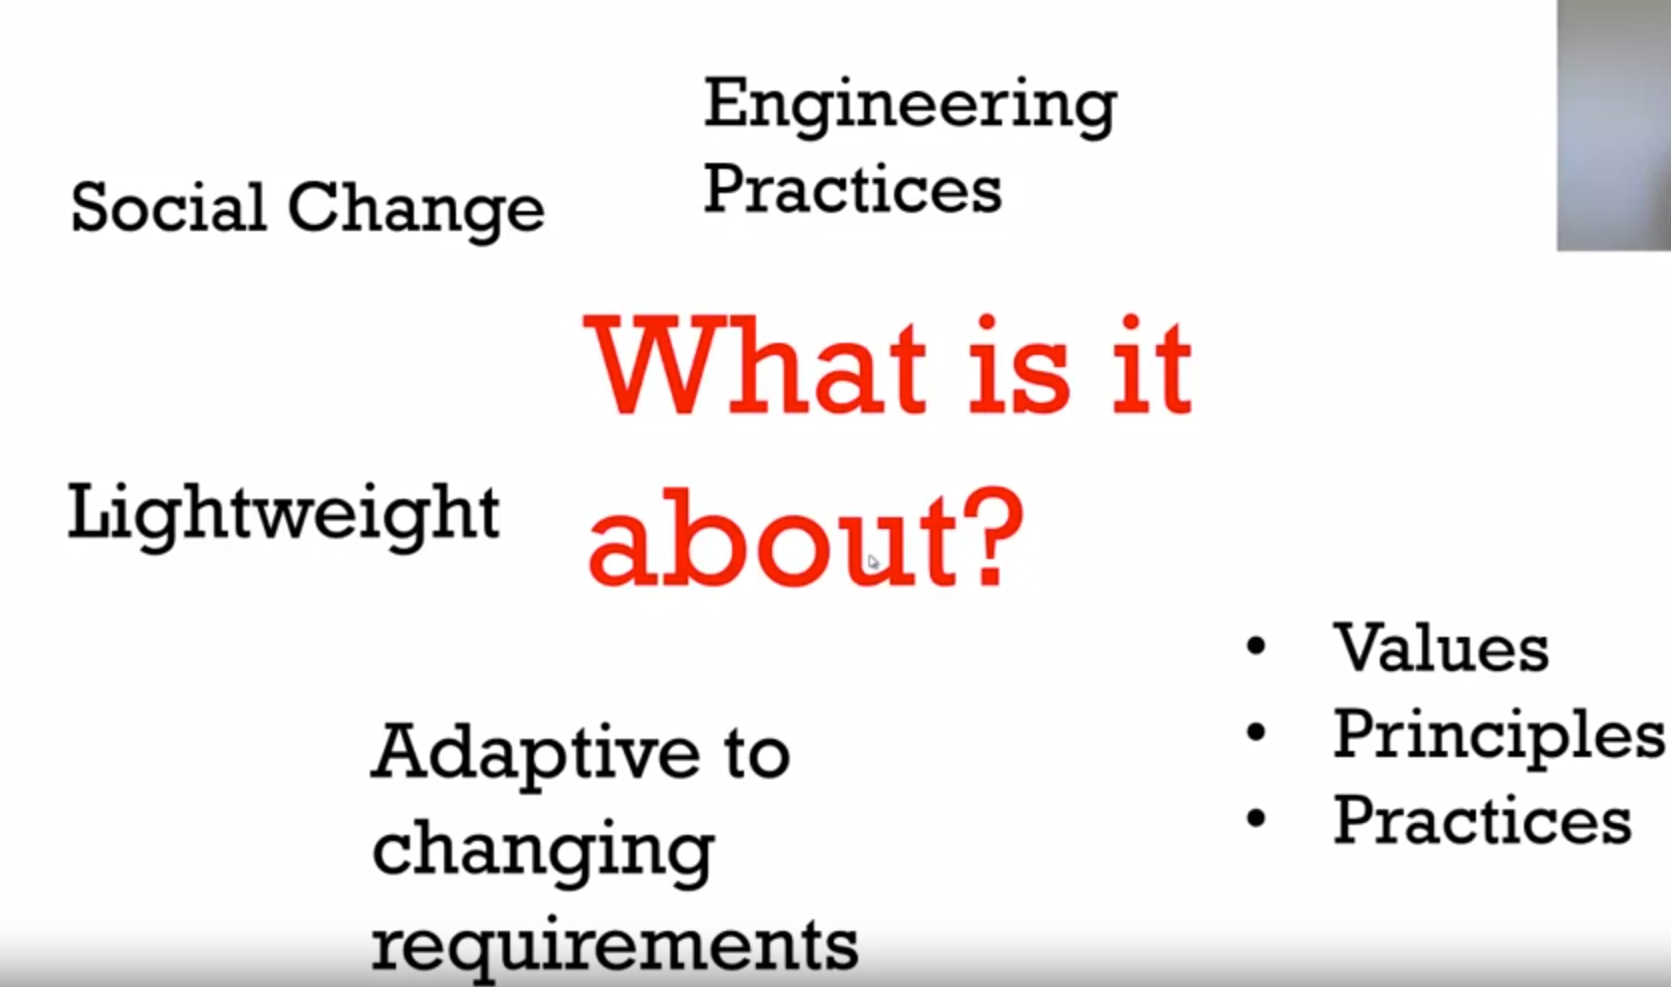 Engineering
Practices
Social Change
What is it
about?
Lightweight
Values
Principles
Practices
Adaptive to
changing
requirements